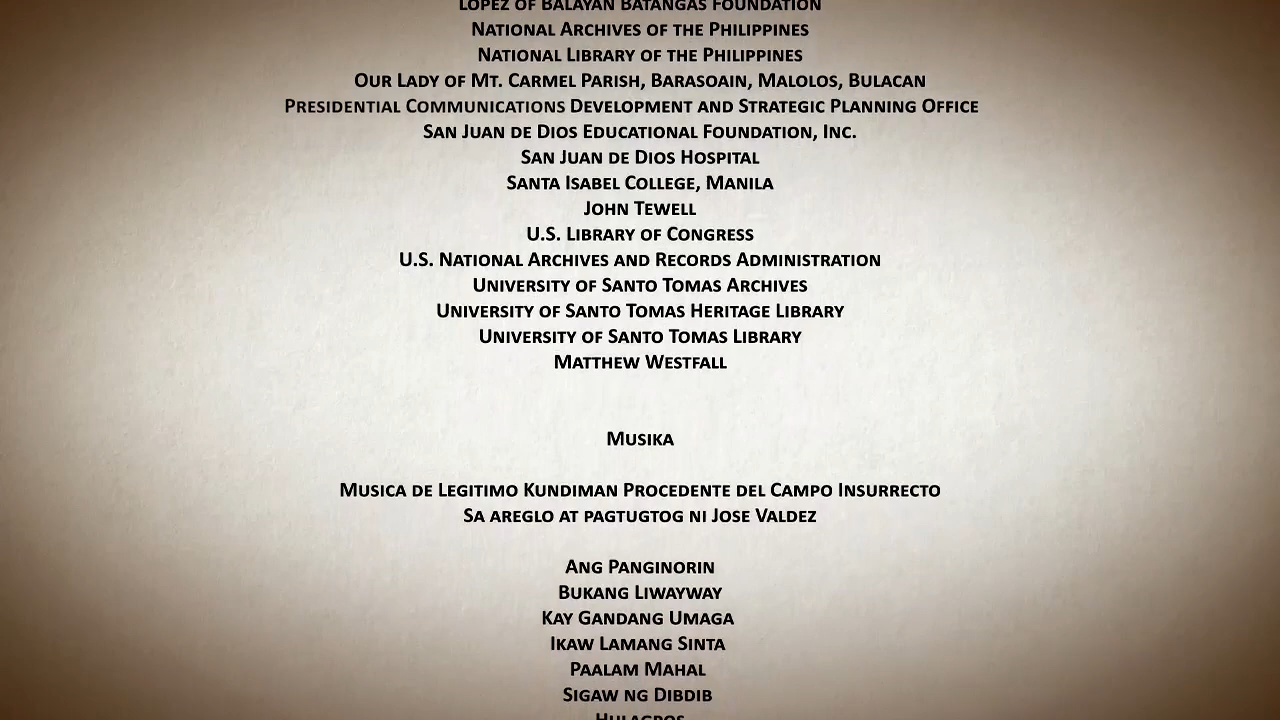 Lopez of Balayan Batangas Foundation
National Archives of the Philippines
National Library of the Philippines
Our Lady of Mt. Carmel Parish, Barasoain, Malolos, Bulacan
Presidential Communications Development and Strategic Planning Office
San Juan de Dios Educational Foundation, Inc.
San Juan de Dios Hospital
Santa Isabel College, Manila
John Tewell
U.S. Library of Congress
U.S. National Archives and Records Administration
University of Santo Tomas Archives
University of Santo Tomas Heritage Library
University of Santo Tomas Library
Matthew Westfall
Musika
Musica de Legitimo Kundiman Procedente del Campo Insurrecto
Sa areglo at pagtugtog ni Jose Valdez
Ang Panginorin
Bukang Liwayway
Kay Gandang Umaga
Ikaw Lamang Sinta
Paalam Mahal
Sigaw ng Dibdib